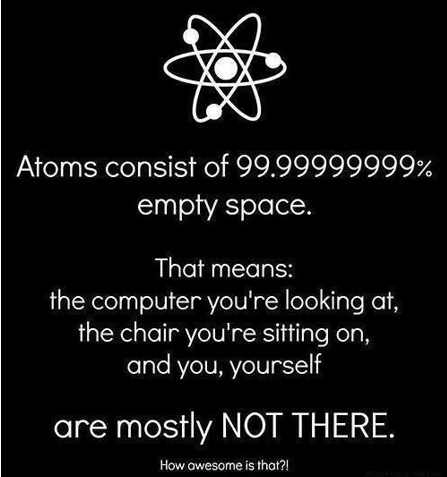 Atoms consist of 99.99999999%
empty space.
That means:
the computer you're looking at,
the chair you're sitting on,
and you, yourself
are mostly NOT THERE.
How awesome is that?!